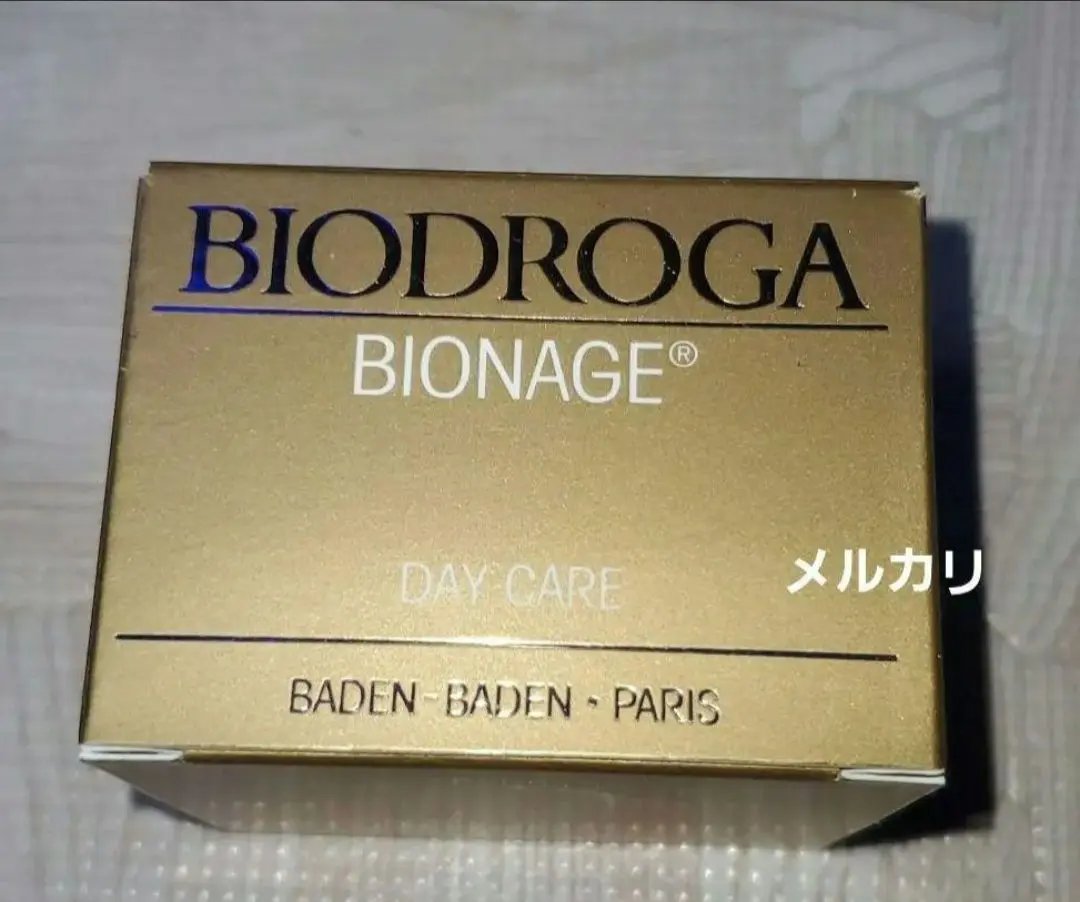 BIODROGA
BIONAGE®
DAY CARE
メルカリ
BADEN-BADEN • PARIS